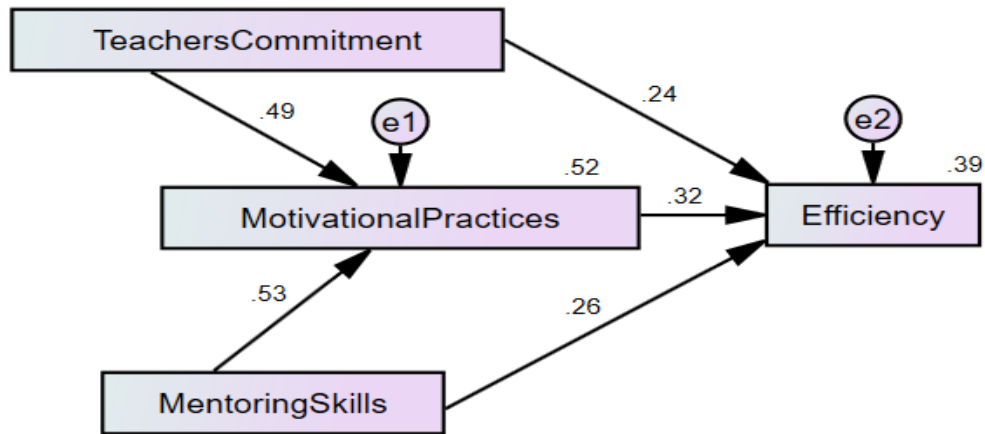 TeachersCommitment
.49
e1
.24
e2
.52
.39
MotivationalPractices
.32
Efficiency
.53
.26
MentoringSkills